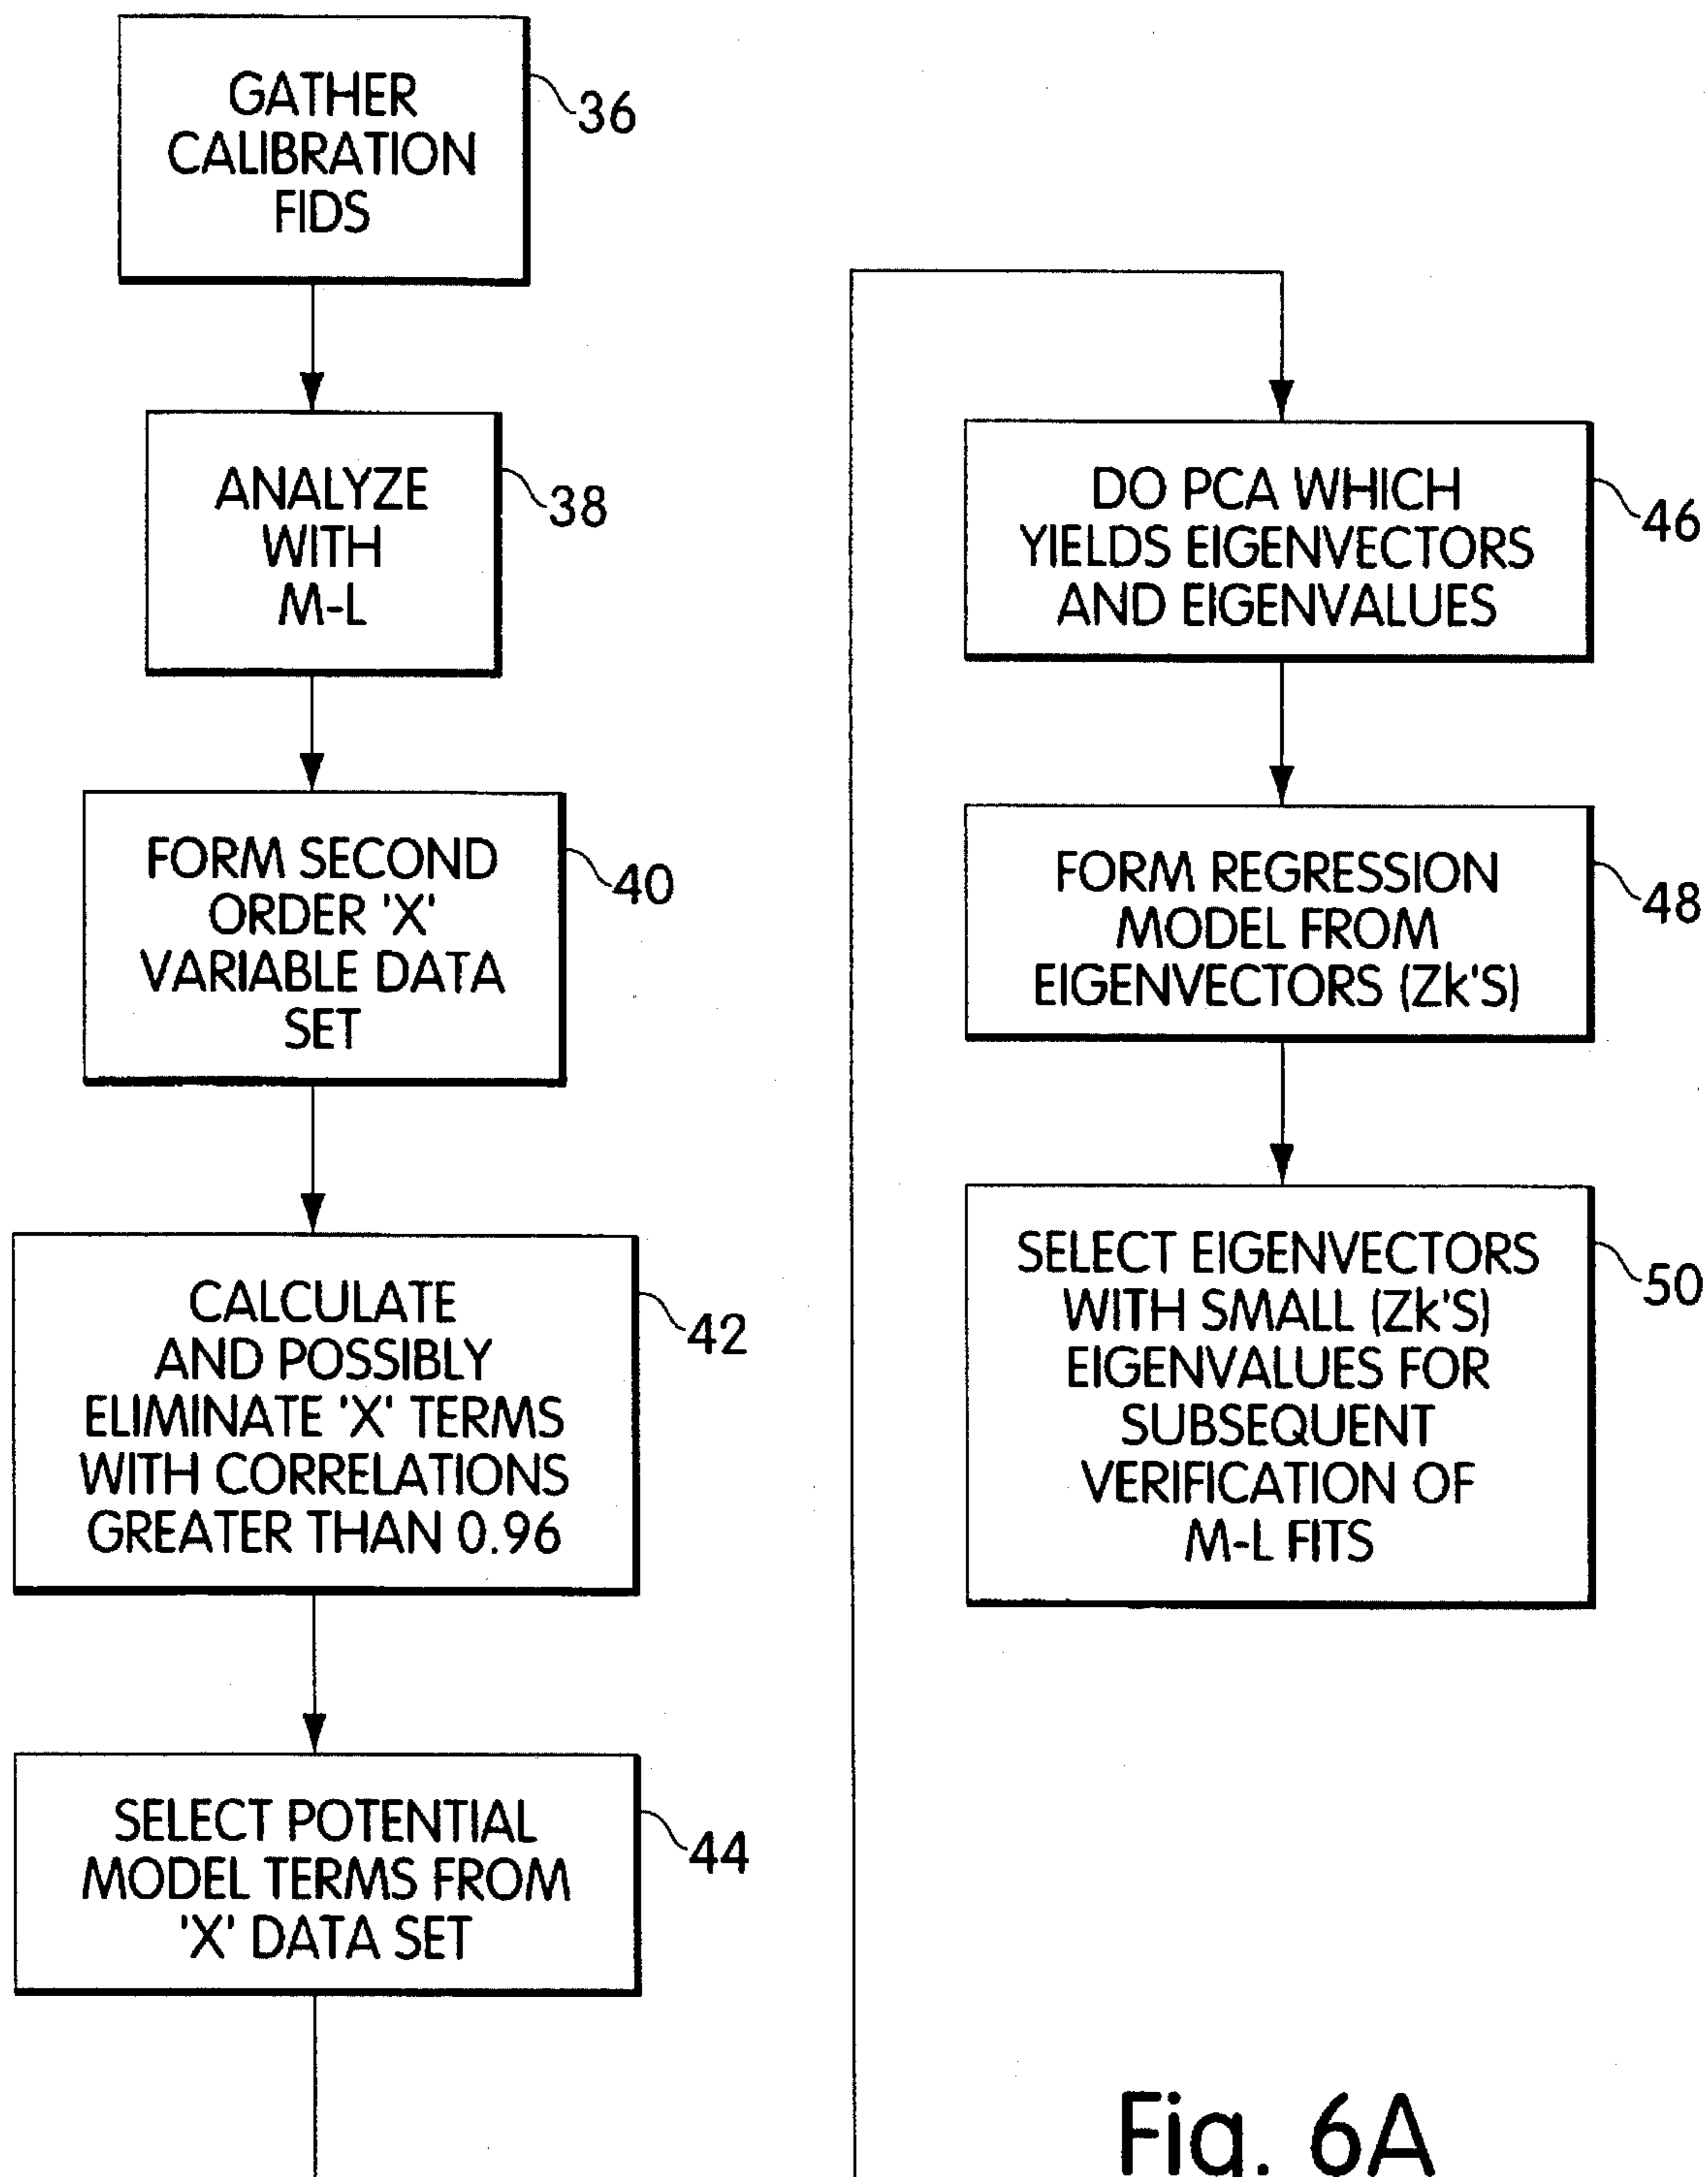 GATHER
CALIBRATION
FIDS
36
ANALYZE
WITH
M-L
38
FORM SECOND
ORDER 'X'
VARIABLE DATA
SET
40
CALCULATE
AND POSSIBLY
ELIMINATE 'X' TERMS
WITH CORRELATIONS
GREATER THAN 0.96
42
SELECT POTENTIAL
MODEL TERMS FROM
'X' DATA SET
44
DO PCA WHICH
YIELDS EIGENVECTORS
AND EIGENVALUES
46
FORM REGRESSION
MODEL FROM
EIGENVECTORS (Zk'S)
48
SELECT EIGENVECTORS
WITH SMALL (Zk'S)
EIGENVALUES FOR
SUBSEQUENT
VERIFICATION OF
M-L FITS
50
Fig. 6A